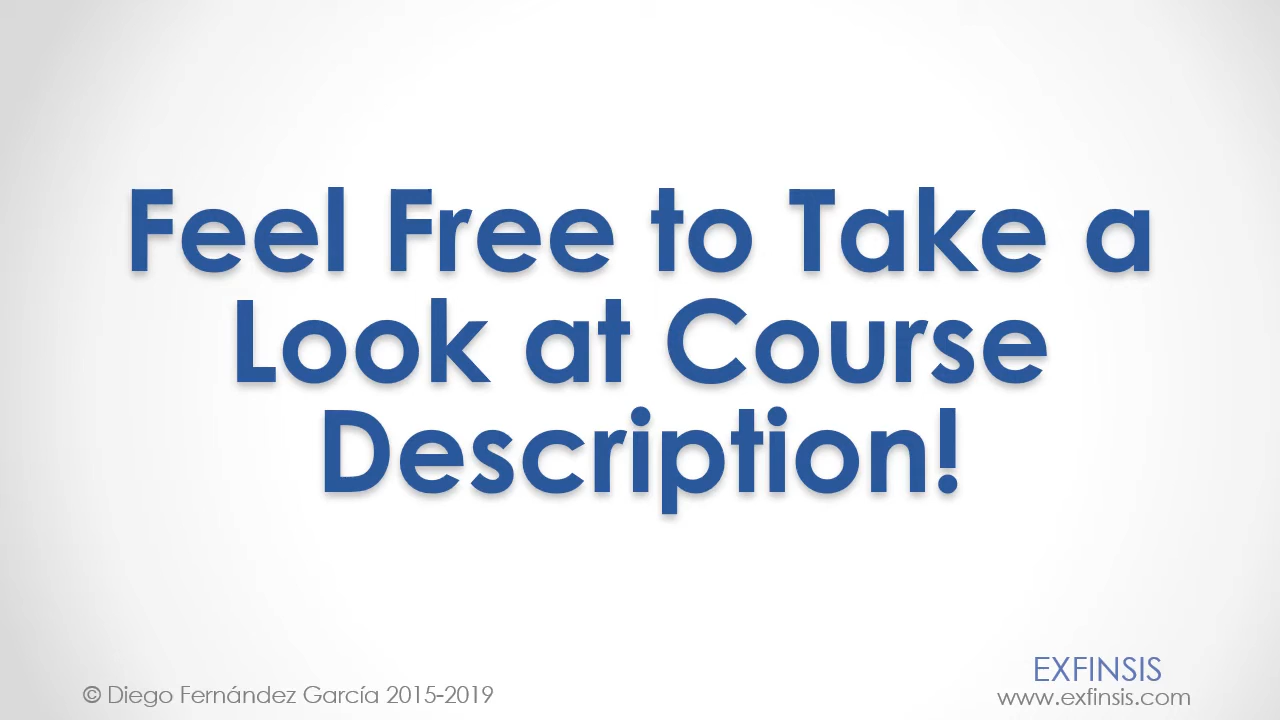 Feel Free to Take a
Look at Course
Description!
EXFINSIS
© Diego Fernández García 2015-2019
www.exfinsis.com